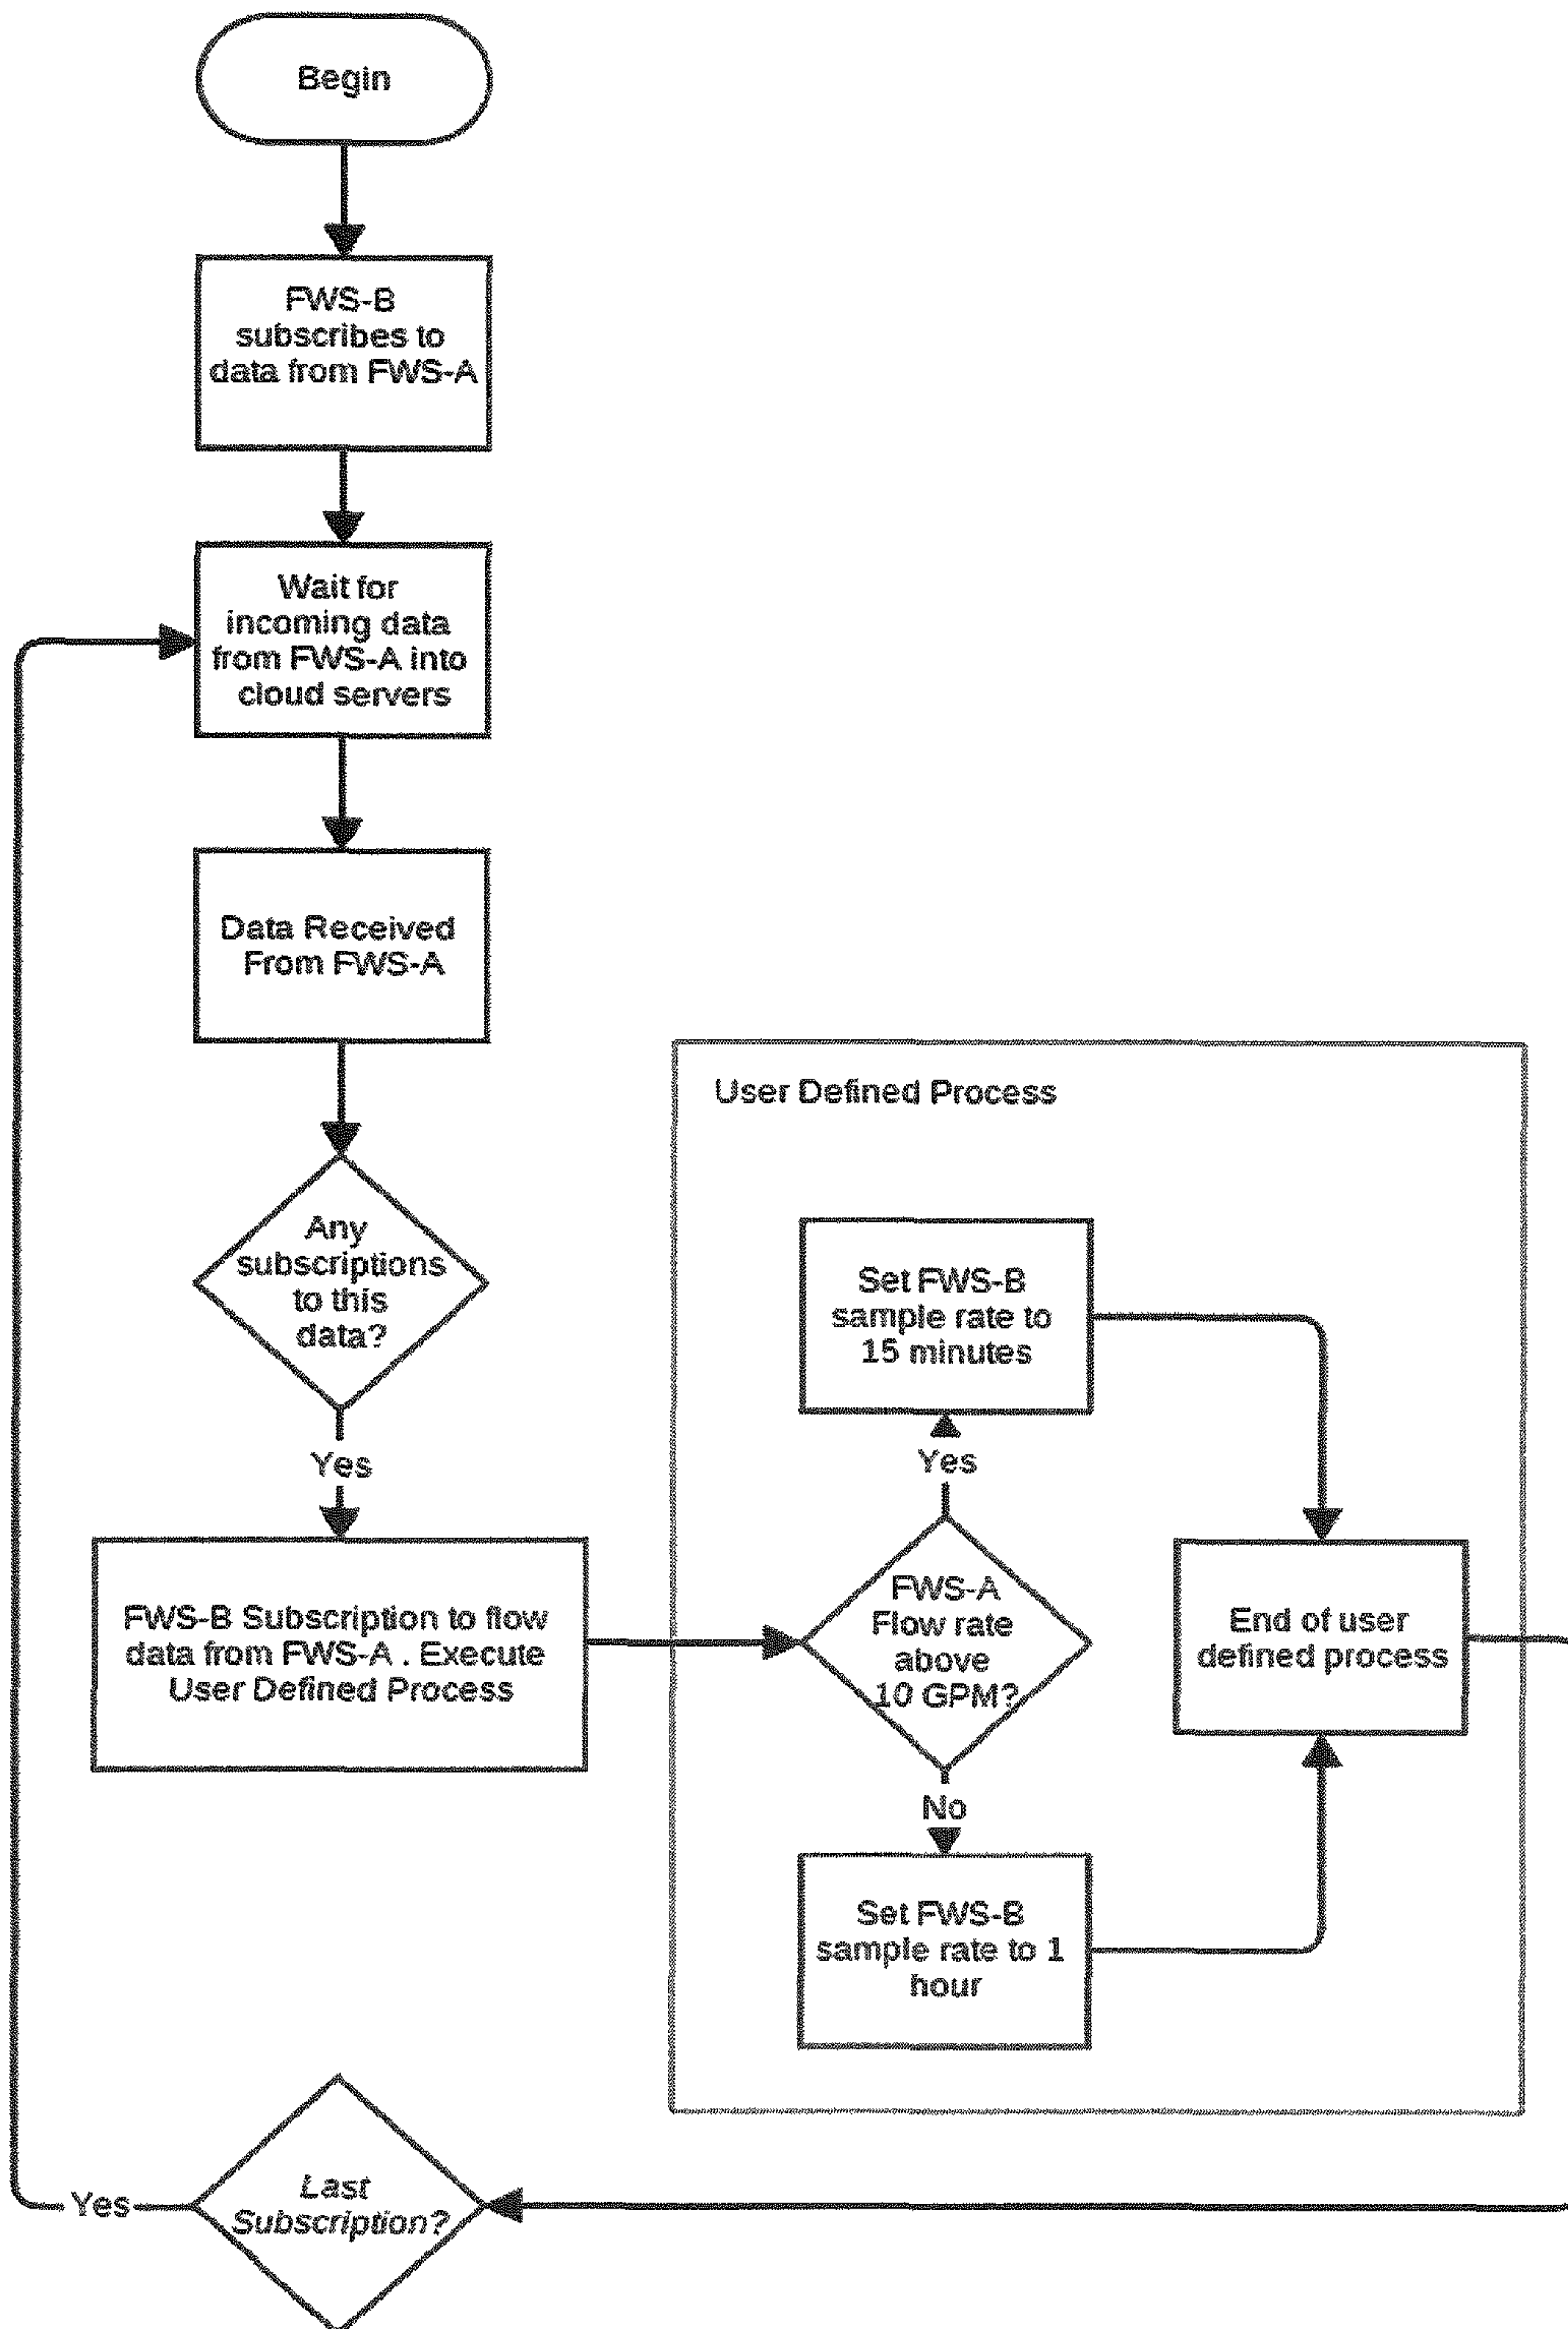 Begin
FWS-B
subscribes to
data from FWS-A
Wait for
incoming data
from FWS-A into
cloud servers
Data Received
From FWS-A
Any
subscriptions
to this
data?
Yes
FWS-B Subscription to flow
data from FWS-A . Execute
User Defined Process
User Defined Process
Set FWS-B
sample rate to
15 minutes
Yes
FWS-A
Flow rate
above
10 GPM?
No
Set FWS-B
sample rate to 1
hour
End of user
defined process
Last
Subscription?
Yes